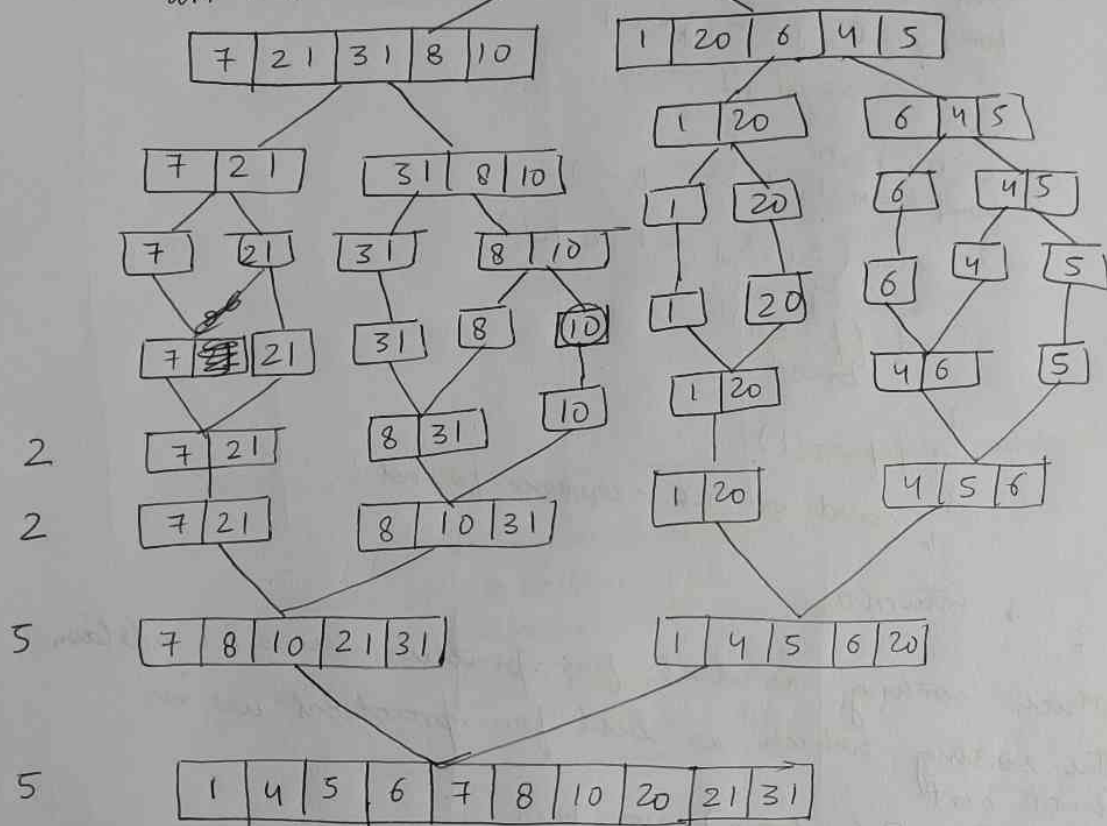 7 21 31 8 10 1 20 6 4 5
1 20 6 4 5
7 21 31 8 10
1 20 6 4 5
7 21 31 8 10
6 4 5
1 20
7 21 31 8 10
1 20 4 6 5
10
7 21 8 31
2
1 20 4 5 6
7 21 8 10 31
2
5 7 8 10 21 31 1 4 5 6 20
5 1 4 5 6 7 8 10 20 21 31